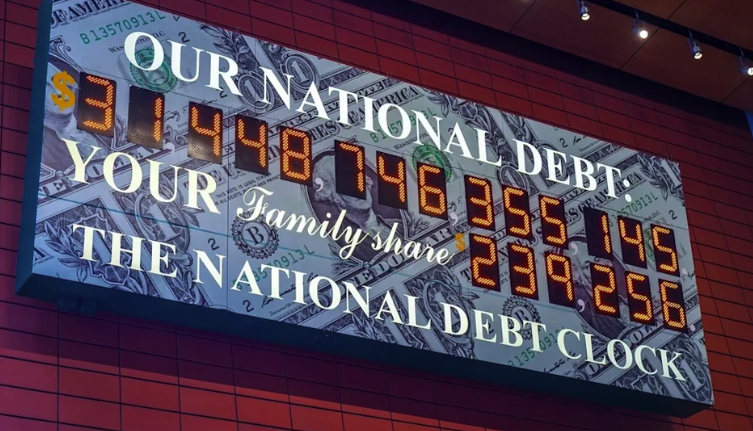 OUR NATIONAL DEBT:
$31,448,746,355,145
YOUR Family share $239,256
THE NATIONAL DEBT CLOCK